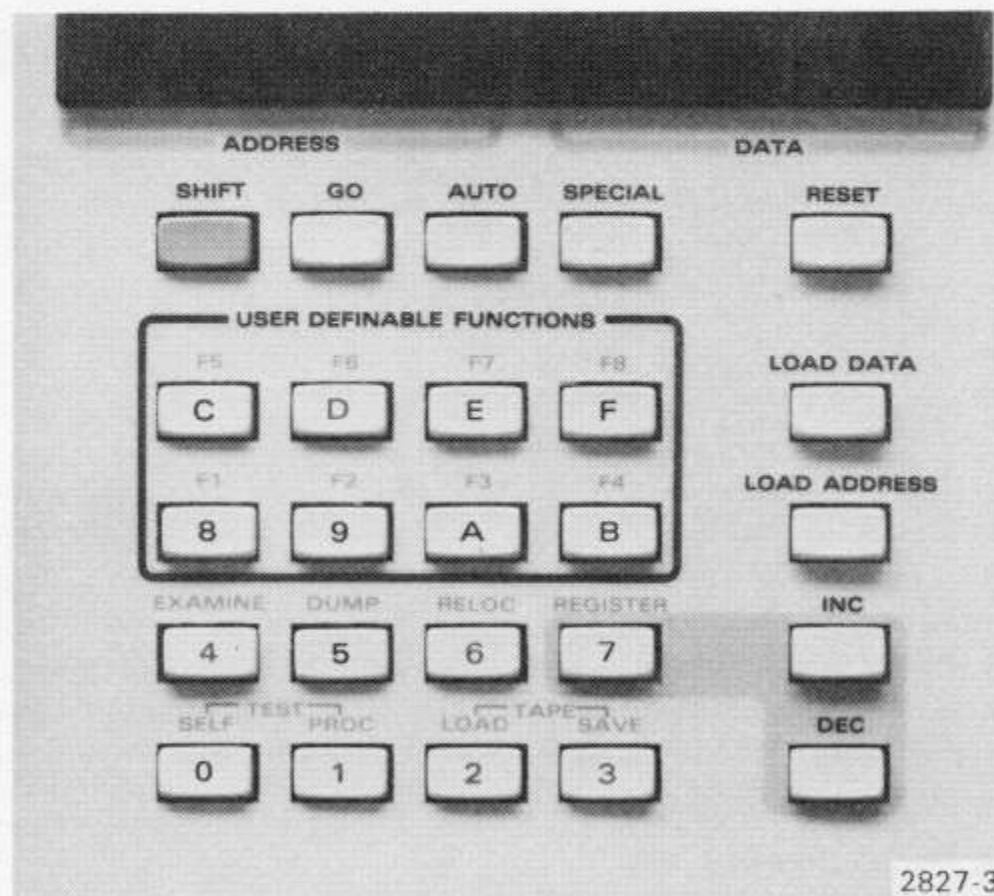 ADDRESS DATA
SHIFT GO AUTO SPECIAL RESET
USER DEFINABLE FUNCTIONS
F5 F6 F7 F8 LOAD DATA
C D E F
F1 F2 F3 F4 LOAD ADDRESS
8 9 A B
EXAMINE DUMP RELOC REGISTER INC
4 5 6 7
TEST TAPE
SELF PROC LOAD SAVE DEC
0 1 2 3
2827-3